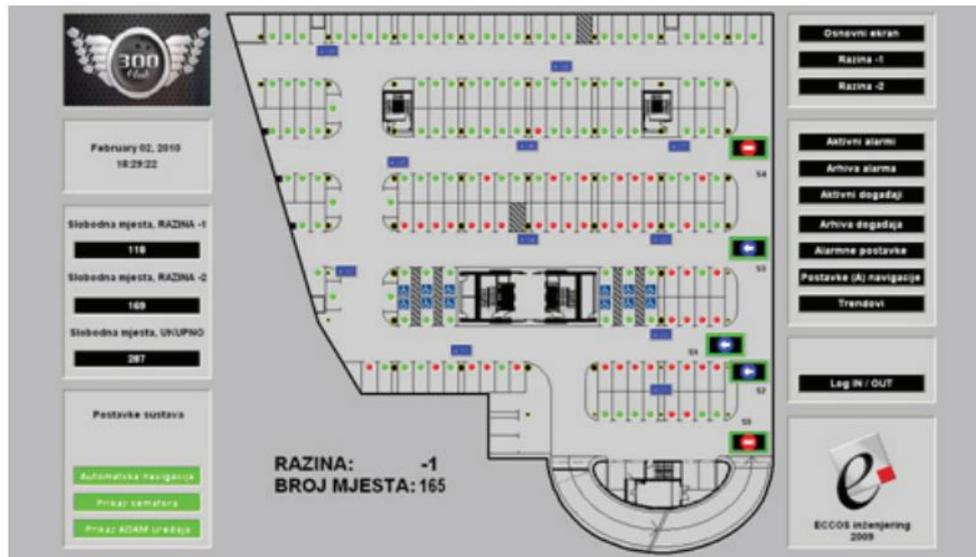 300
Club
February 02, 2010
18:29:22
Slobodna mjesta, RAZINA -1
118
Slobodna mjesta, RAZINA -2
169
Slobodna mjesta, UKUPNO
287
Postavke sustava
Automatska navigacija
Prikaz semafora
Prikaz ADAM uređaja
S4
S3
S1
S2
S5
RAZINA: -1
BROJ MJESTA: 165
Osnovni ekran
Razina -1
Razina -2
Aktivni alarmi
Arhiva alarma
Aktivni događaji
Arhiva događaja
Alarmne postavke
Postavke (A) navigacije
Trendovi
Log IN / OUT
e
ECCOS inženjering
2009